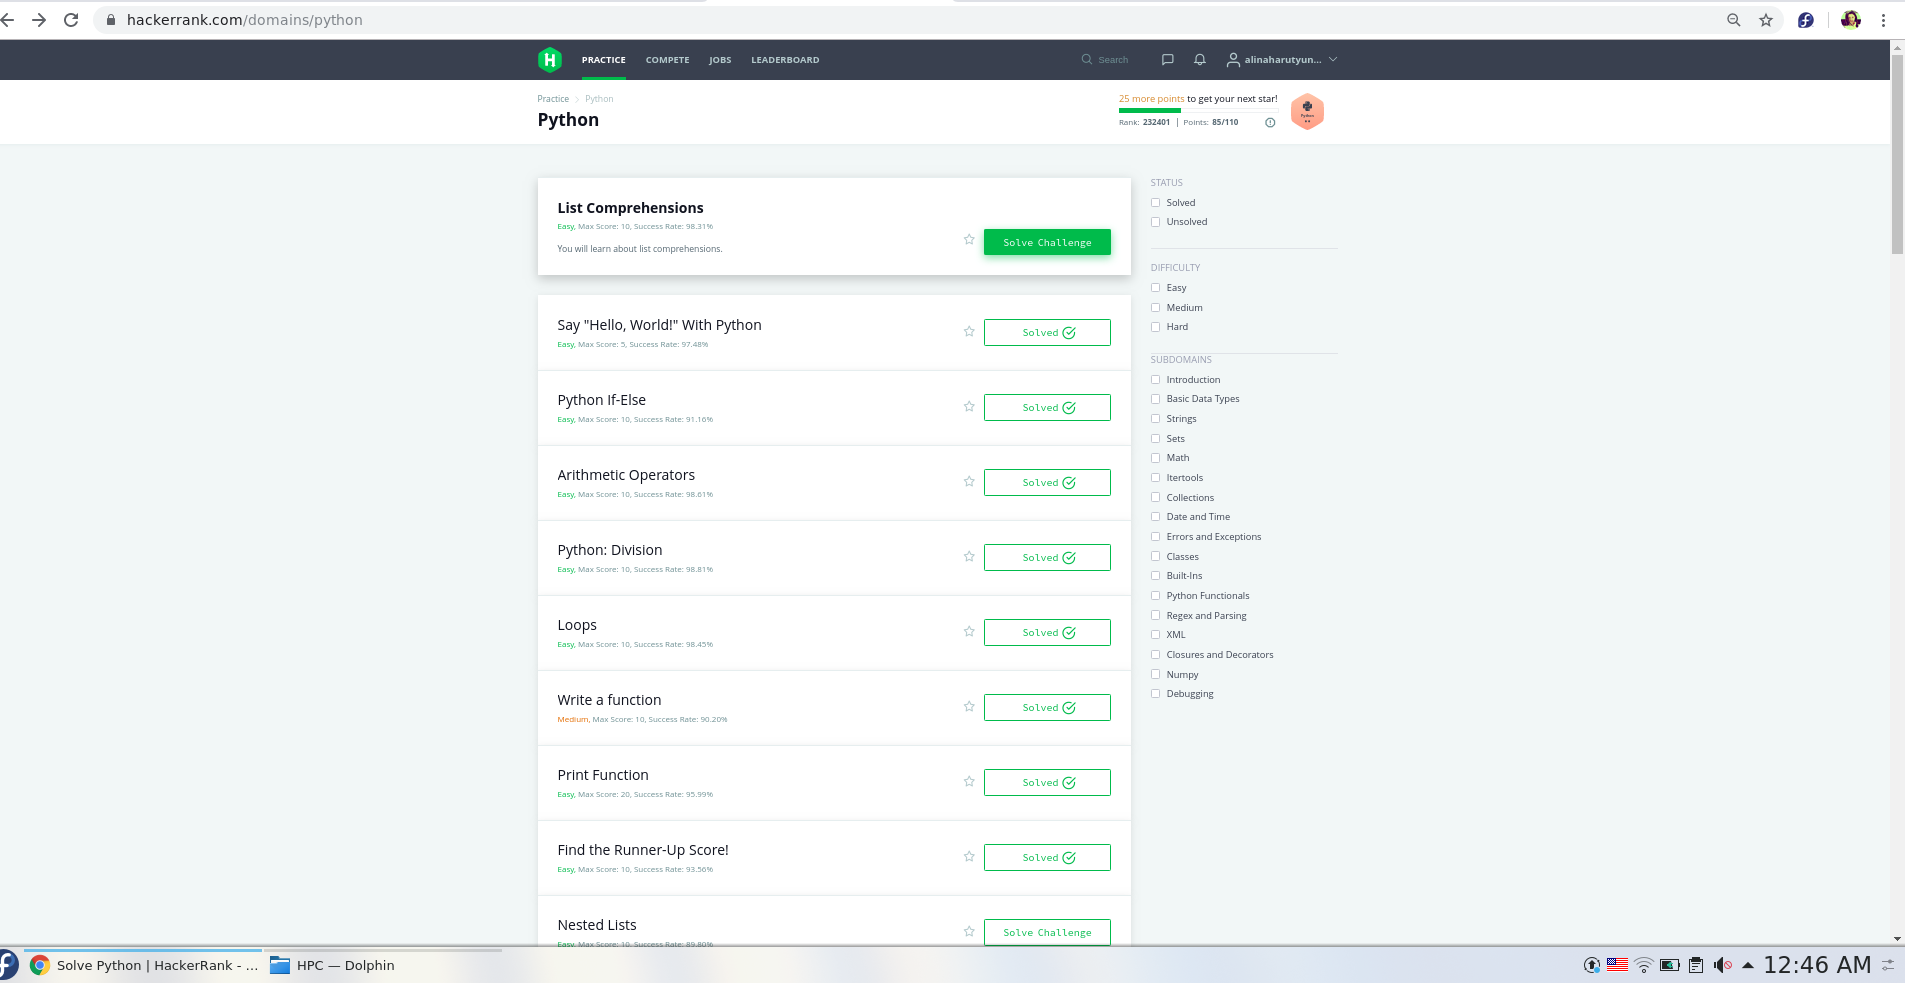 hackerrank.com/domains/python
H PRACTICE COMPETE JOBS LEADERBOARD Search alinaharutyun...
Practice > Python
Python
25 more points to get your next star!
Rank: 232401 | Points: 85/110
Python
List Comprehensions
Easy, Max Score: 10, Success Rate: 98.31%
You will learn about list comprehensions.
Solve Challenge
Say "Hello, World!" With Python
Easy, Max Score: 5, Success Rate: 97.48%
Solved
Python If-Else
Easy, Max Score: 10, Success Rate: 91.16%
Solved
Arithmetic Operators
Easy, Max Score: 10, Success Rate: 98.61%
Solved
Python: Division
Easy, Max Score: 10, Success Rate: 98.81%
Solved
Loops
Easy, Max Score: 10, Success Rate: 98.45%
Solved
Write a function
Medium, Max Score: 10, Success Rate: 90.20%
Solved
Print Function
Easy, Max Score: 20, Success Rate: 95.99%
Solved
Find the Runner-Up Score!
Easy, Max Score: 10, Success Rate: 93.56%
Solved
Nested Lists
Easy, Max Score: 10, Success Rate: 89.80%
Solve Challenge
STATUS
Solved
Unsolved
DIFFICULTY
Easy
Medium
Hard
SUBDOMAINS
Introduction
Basic Data Types
Strings
Sets
Math
Itertools
Collections
Date and Time
Errors and Exceptions
Classes
Built-Ins
Python Functionals
Regex and Parsing
XML
Closures and Decorators
Numpy
Debugging
Solve Python | HackerRank - ...
HPC — Dolphin
12:46 AM